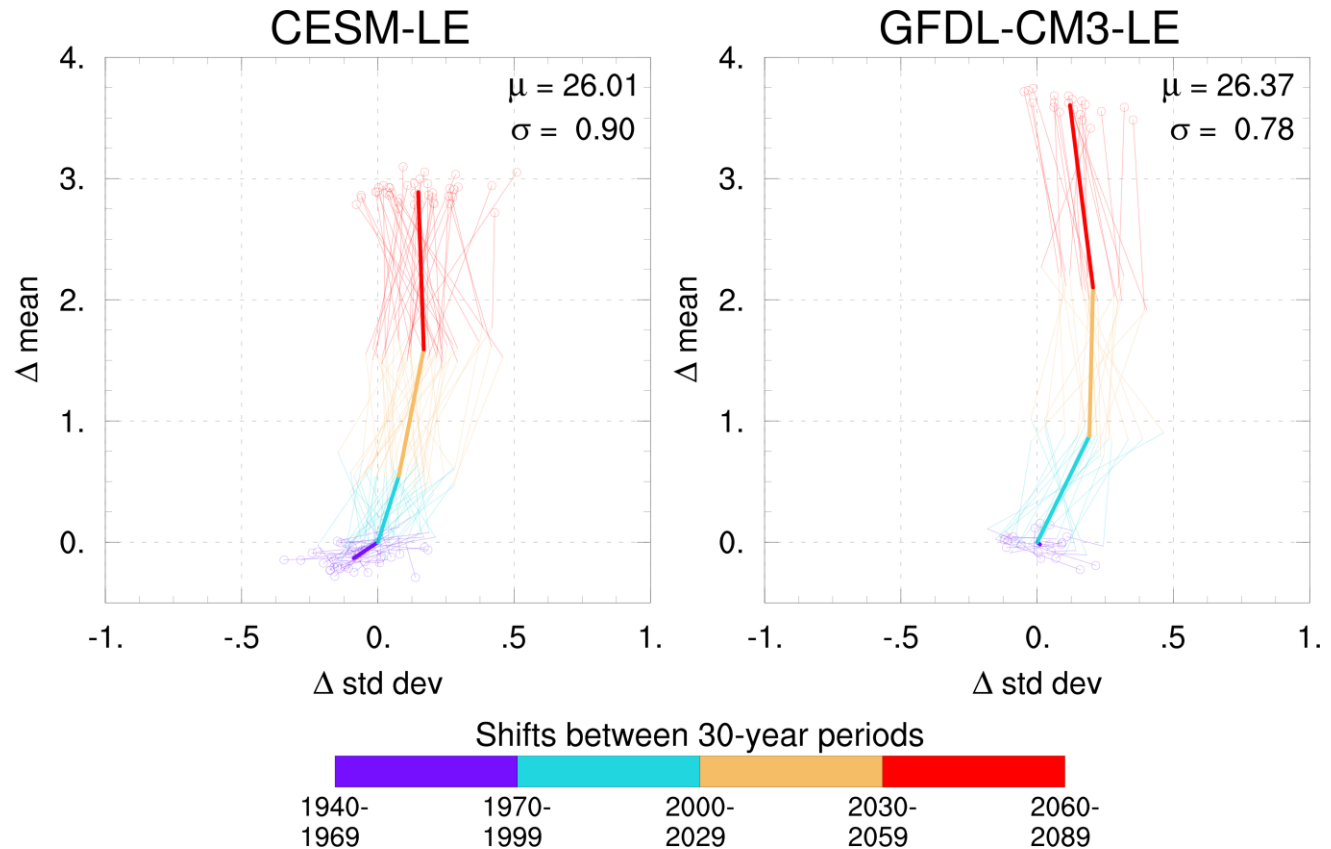 CESM-LE
4.
3.
2.
1.
0.
Δ mean
μ = 26.01
σ = 0.90
-1.
-.5
0.
.5
1.
Δ std dev
GFDL-CM3-LE
4.
3.
2.
1.
0.
Δ mean
μ = 26.37
σ = 0.78
-1.
-.5
0.
.5
1.
Δ std dev
Shifts between 30-year periods
1940-
1969
1970-
1999
2000-
2029
2030-
2059
2060-
2089